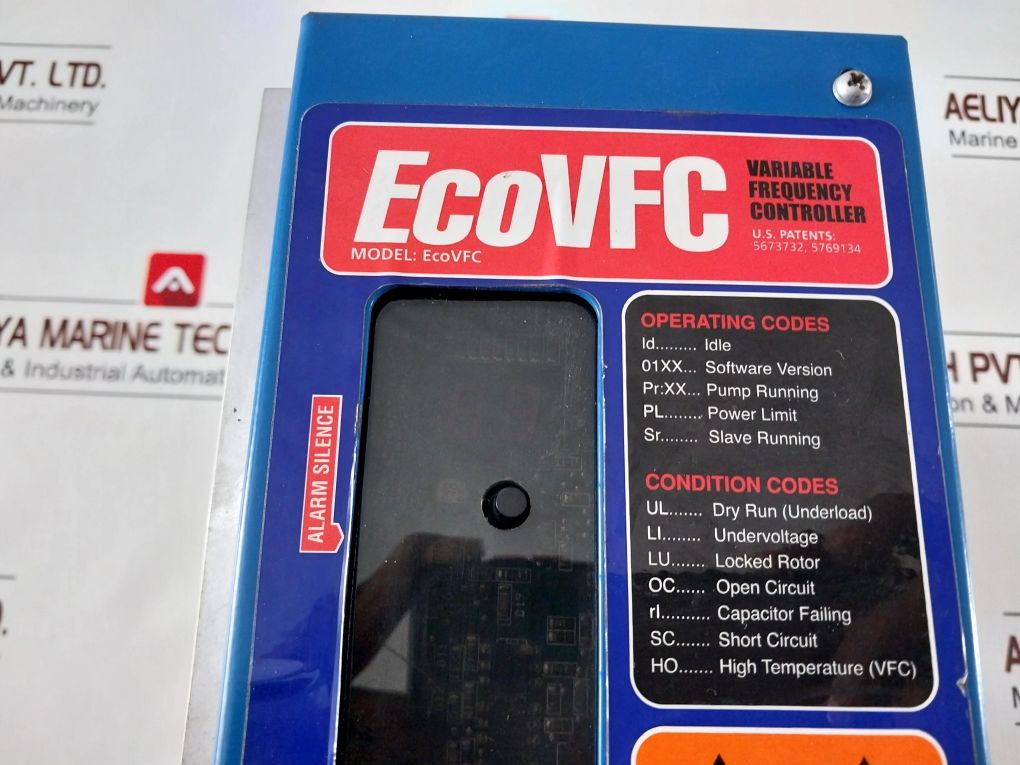 VT. LTD.
Machinery
AELIY
Marine
YA MARINE TEC
& Industrial Automat
H PVT
on & M
EcoVFC
VARIABLE
FREQUENCY
CONTROLLER
U.S. PATENTS:
5673732, 5769134
MODEL: EcoVFC
ALARM SILENCE
OPERATING CODES
Id......... Idle
01XX... Software Version
Pr:XX... Pump Running
PL........ Power Limit
Sr........ Slave Running
CONDITION CODES
UL....... Dry Run (Underload)
LI........ Undervoltage
LU....... Locked Rotor
OC...... Open Circuit
rI.......... Capacitor Failing
SC....... Short Circuit
HO....... High Temperature (VFC)
D19